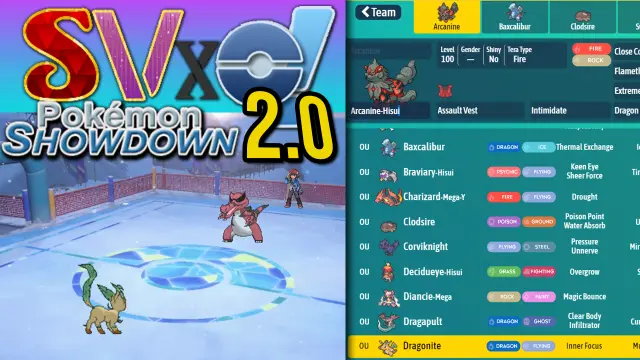 SV x
Pokémon
SHOWDOWN 2.0
Team
Arcanine
Baxcalibur
Clodsire
Level Gender Shiny Tera Type
100 — No Fire
FIRE
ROCK
Close
Flameth
Extreme
Dragon
Arcanine-Hisui
Assault Vest
Intimidate
OU Baxcalibur DRAGON ICE Thermal Exchange
OU Braviary-Hisui PSYCHIC FLYING Keen Eye
Sheer Force
OU Charizard-Mega-Y FIRE FLYING Drought
OU Clodsire POISON GROUND Poison Point
Water Absorb
OU Corviknight FLYING STEEL Pressure
Unnerve
OU Decidueye-Hisui GRASS FIGHTING Overgrow
OU Diancie-Mega ROCK FAIRY Magic Bounce
OU Dragapult DRAGON GHOST Clear Body
Infiltrator
OU Dragonite DRAGON FLYING Inner Focus